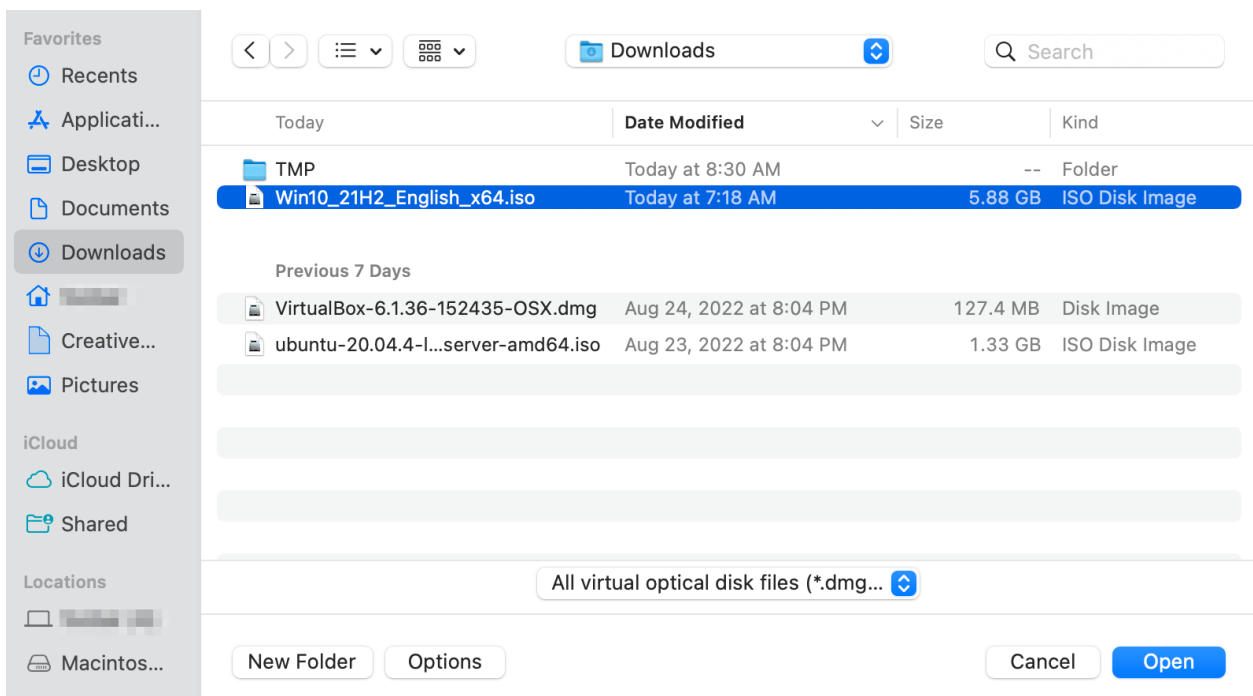 Favorites
Recents
Applicati...
Desktop
Documents
Downloads
Creative...
Pictures
iCloud
iCloud Dri...
Shared
Locations
Macintos...
Downloads
Search
Today Date Modified Size Kind
TMP Today at 8:30 AM -- Folder
Win10_21H2_English_x64.iso Today at 7:18 AM 5.88 GB ISO Disk Image
Previous 7 Days
VirtualBox-6.1.36-152435-OSX.dmg Aug 24, 2022 at 8:04 PM 127.4 MB Disk Image
ubuntu-20.04.4-l...server-amd64.iso Aug 23, 2022 at 8:04 PM 1.33 GB ISO Disk Image
All virtual optical disk files (*.dmg...
New Folder Options Cancel Open